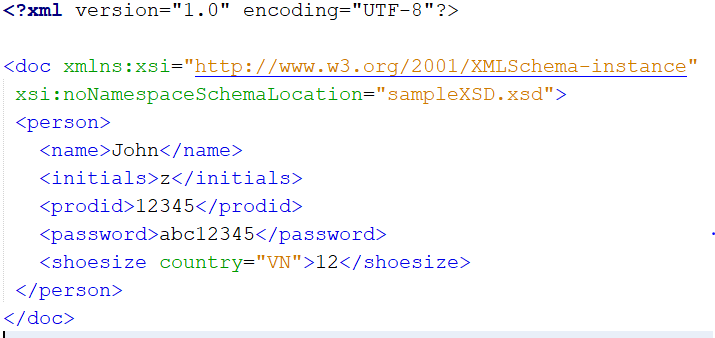 <?xml version="1.0" encoding="UTF-8"?>
<doc xmlns:xsi="http://www.w3.org/2001/XMLSchema-instance"
xsi:noNamespaceSchemaLocation="sampleXSD.xsd">
<person>
<name>John</name>
<initials>z</initials>
<prodid>12345</prodid>
<password>abc12345</password>
<shoesize country="VN">12</shoesize>
</person>
</doc>